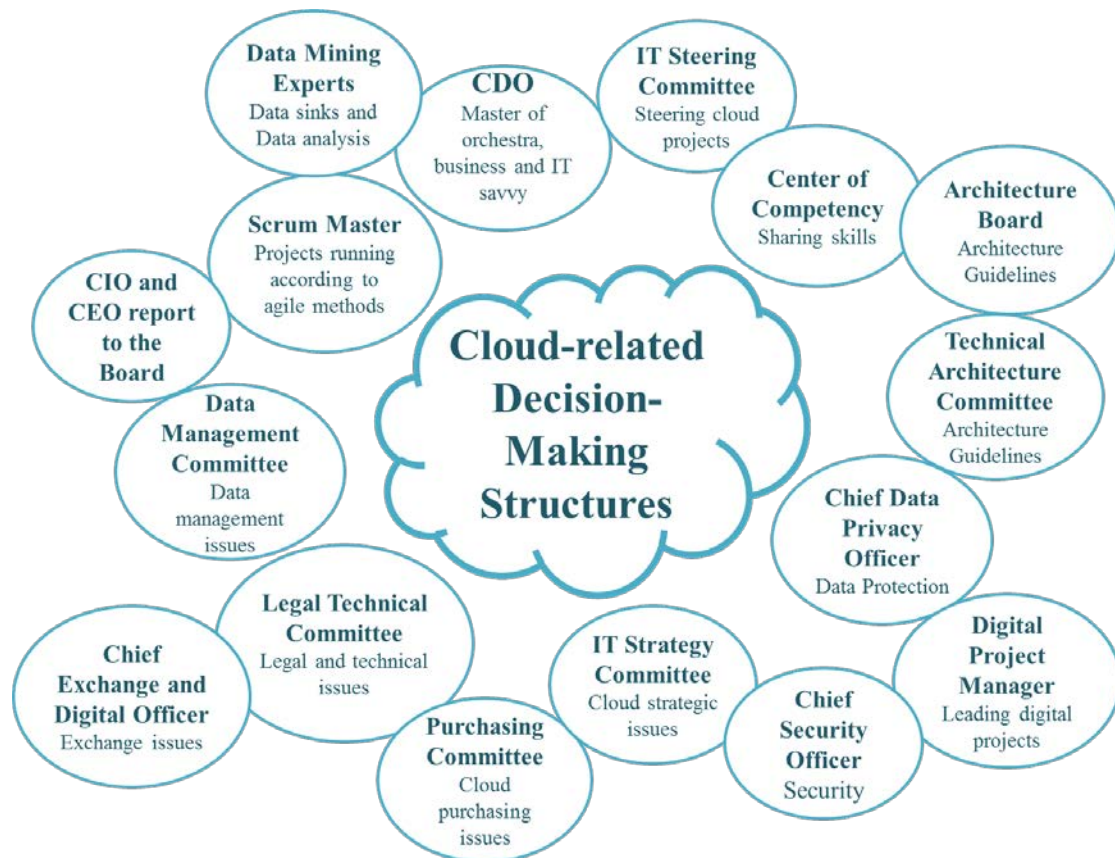 Data Mining
Experts
Data sinks and
Data analysis
CDO
Master of
orchestra,
business and IT
savvy
IT Steering
Committee
Steering cloud
projects
Center of
Competency
Sharing skills
Architecture
Board
Architecture
Guidelines
Scrum Master
Projects running
according to
agile methods
CIO and
CEO report
to the
Board
Cloud-related
Decision-
Making
Structures
Technical
Architecture
Committee
Architecture
Guidelines
Data
Management
Committee
Data
management
issues
Chief Data
Privacy
Officer
Data Protection
Legal Technical
Committee
Legal and technical
issues
IT Strategy
Committee
Cloud strategic
issues
Digital
Project
Manager
Leading digital
projects
Chief
Exchange and
Digital Officer
Exchange issues
Purchasing
Committee
Cloud
purchasing
issues
Chief
Security
Officer
Security